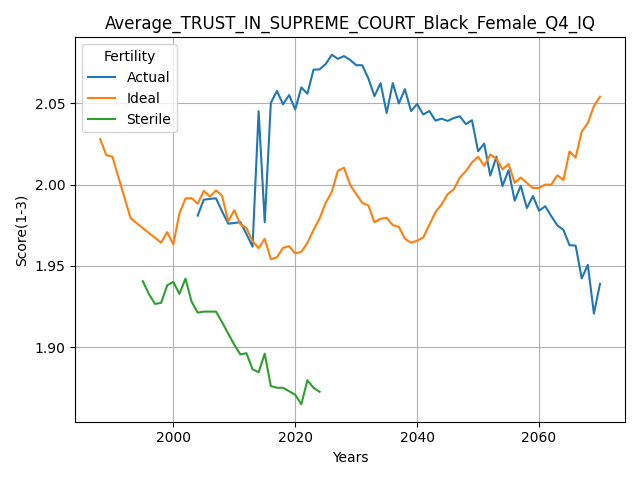 Average_TRUST_IN_SUPREME_COURT_Black_Female_Q4_IQ
Fertility
Actual
Ideal
Sterile
Score(1-3)
2.05
2.00
1.95
1.90
2000 2020 2040 2060
Years